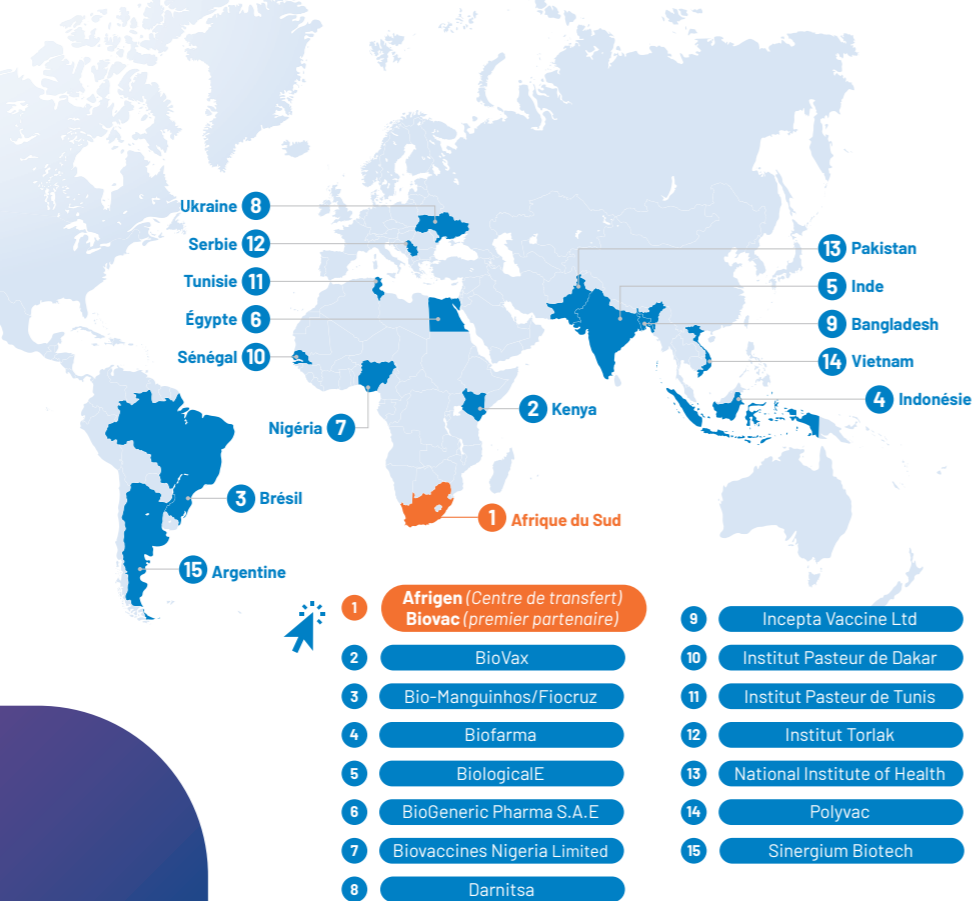 Ukraine 8
Serbie 12
Tunisie 11
Égypte 6
Sénégal 10
Nigéria 7
2 Kenya
3 Brésil
1 Afrique du Sud
15 Argentine
13 Pakistan
5 Inde
9 Bangladesh
14 Vietnam
4 Indonésie
1 Afrigen (Centre de transfert)
Biovac (premier partenaire)
2 BioVax
3 Bio-Manguinhos/Fiocruz
4 Biofarma
5 BiologicalE
6 BioGeneric Pharma S.A.E
7 Biovaccines Nigeria Limited
8 Darnitsa
9 Incepta Vaccine Ltd
10 Institut Pasteur de Dakar
11 Institut Pasteur de Tunis
12 Institut Torlak
13 National Institute of Health
14 Polyvac
15 Sinergium Biotech